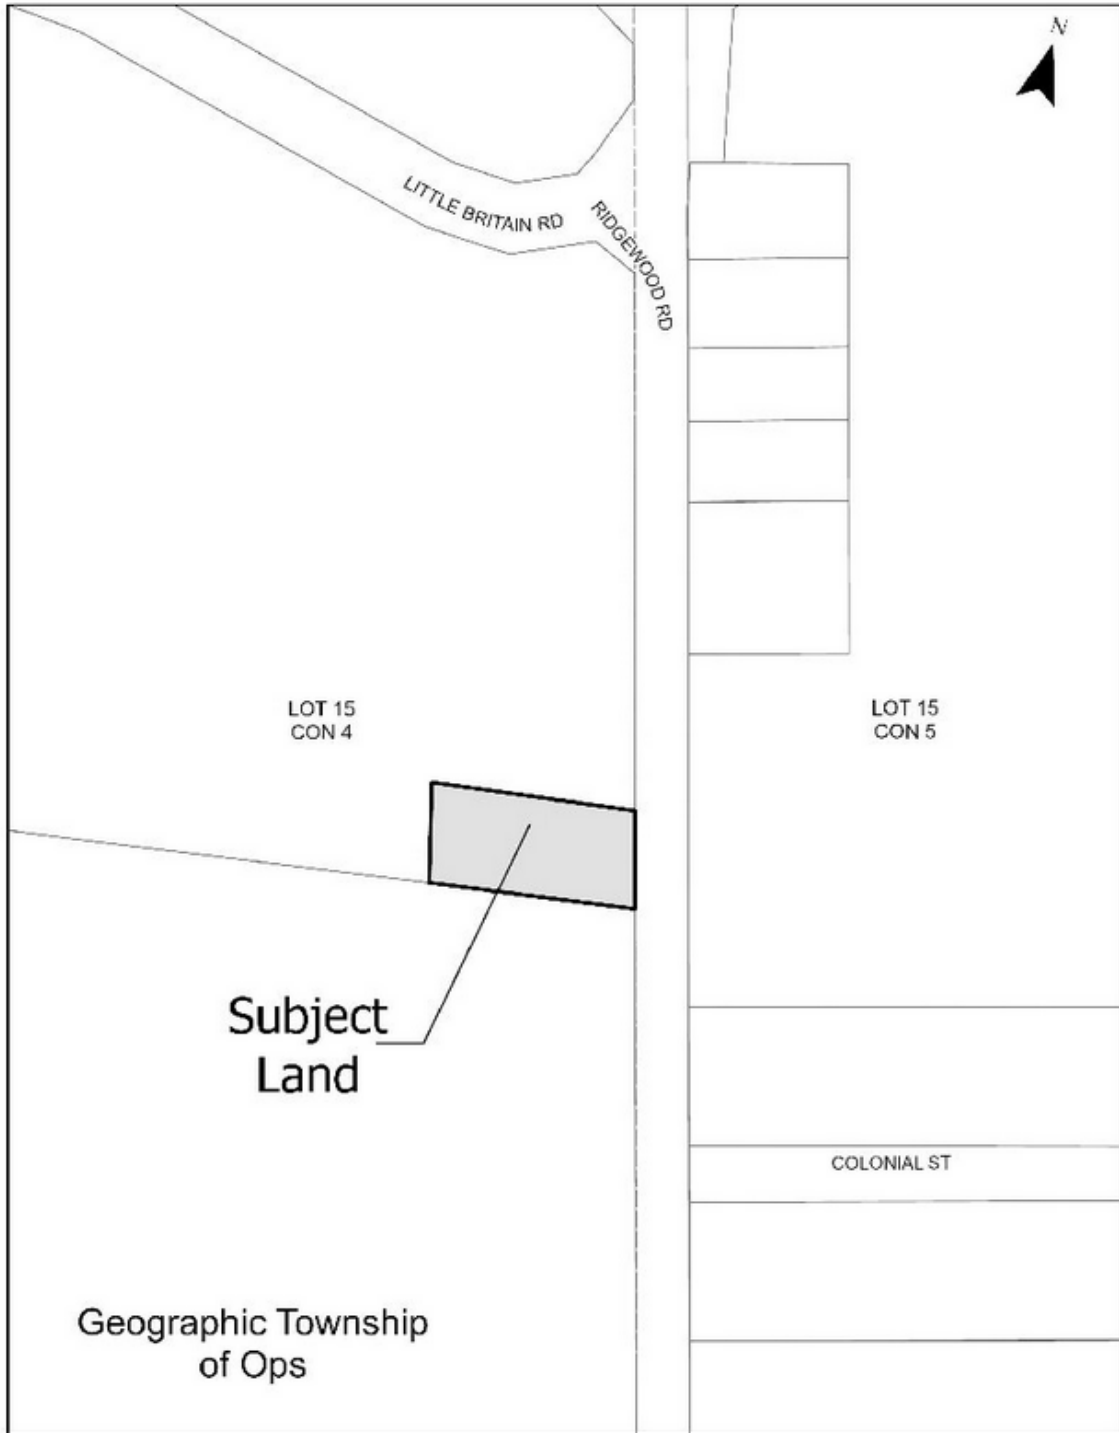 N
LITTLE BRITAIN RD
RIDGEWOOD RD
LOT 15
CON 4
LOT 15
CON 5
Subject
Land
COLONIAL ST
Geographic Township
of Ops